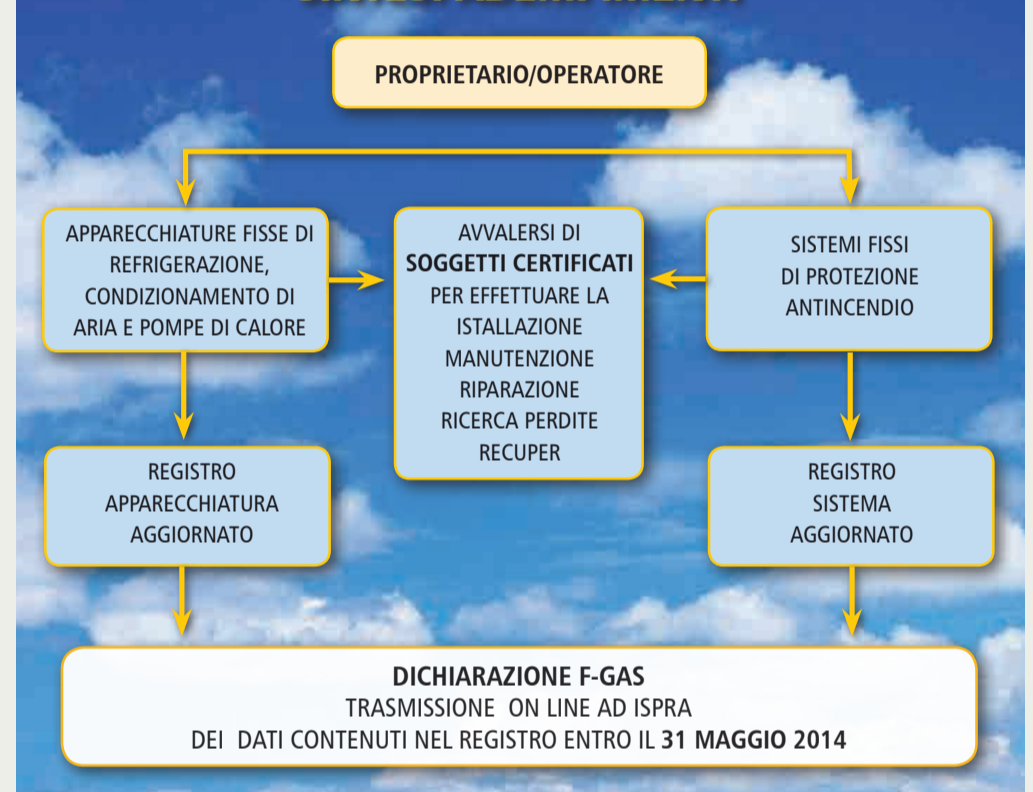 PROPRIETARIO/OPERATORE
APPARECCHIATURE FISSE DI
REFRIGERAZIONE,
CONDIZIONAMENTO DI
ARIA E POMPE DI CALORE
AVVALERSI DI
SOGGETTI CERTIFICATI
PER EFFETTUARE LA
ISTALLAZIONE
MANUTENZIONE
RIPARAZIONE
RICERCA PERDITE
RECUPER
SISTEMI FISSI
DI PROTEZIONE
ANTINCENDIO
REGISTRO
APPARECCHIATURA
AGGIORNATO
REGISTRO
SISTEMA
AGGIORNATO
DICHIARAZIONE F-GAS
TRASMISSIONE ON LINE AD ISPRA
DEI DATI CONTENUTI NEL REGISTRO ENTRO IL 31 MAGGIO 2014